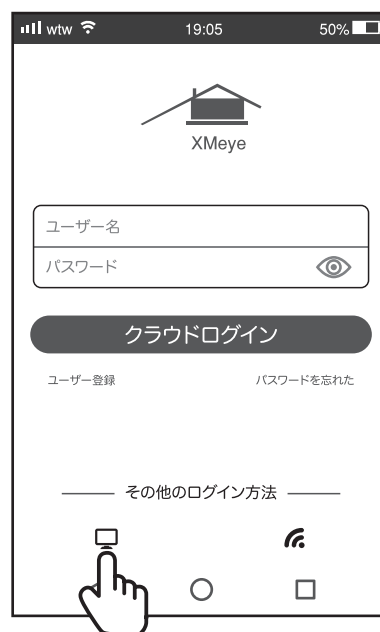 wtw 19:05 50%
XMeye
ユーザー名
パスワード
クラウドログイン
ユーザー登録 パスワードを忘れた
その他のログイン方法